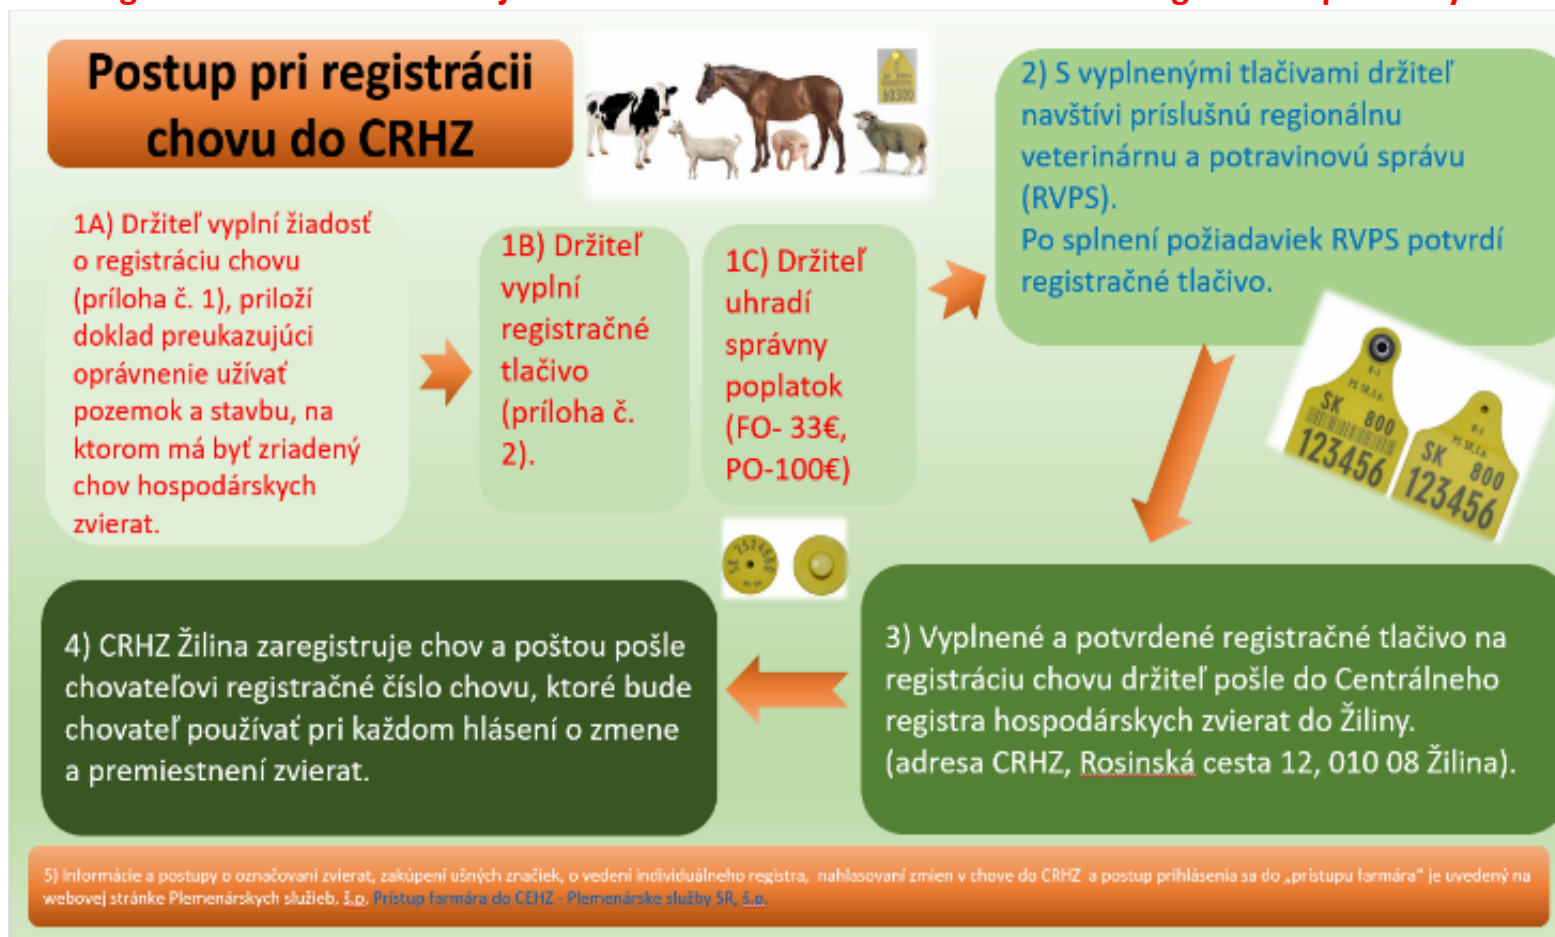 Postup pri registrácii
chovu do CRHZ
60300
1A) Držiteľ vyplní žiadosť
o registráciu chovu
(príloha č. 1), priloží
doklad preukazujúci
oprávnenie užívať
pozemok a stavbu, na
ktorom má byť zriadený
chov hospodárskych
zvierat.
1B) Držiteľ
vyplní
registračné
tlačivo
(príloha č.
2).
1C) Držiteľ
uhradí
správny
poplatok
(FO- 33€,
PO-100€)
2) S vyplnenými tlačivami držiteľ
navštívi príslušnú regionálnu
veterinárnu a potravinovú správu
(RVPS).
Po splnení požiadaviek RVPS potvrdí
registračné tlačivo.
SK 800
123456
SK 800
123456
3) Vyplnené a potvrdené registračné tlačivo na
registráciu chovu držiteľ pošle do Centrálneho
registra hospodárskych zvierat do Žiliny.
(adresa CRHZ, Rosinská cesta 12, 010 08 Žilina).
4) CRHZ Žilina zaregistruje chov a poštou pošle
chovateľovi registračné číslo chovu, ktoré bude
chovateľ používať pri každom hlásení o zmene
a premiestnení zvierat.
5) Informácie a postupy o označovaní zvierat, zakúpení ušných značiek, o vedení individuálneho registra, nahlasovaní zmien v chove do CRHZ a postup prihlásenia sa do „prístupu farmára“ je uvedený na
webovej stránke Plemenárskych služieb, š.p. Prístup farmára do CEHZ - Plemenárske služby SR, š.p.